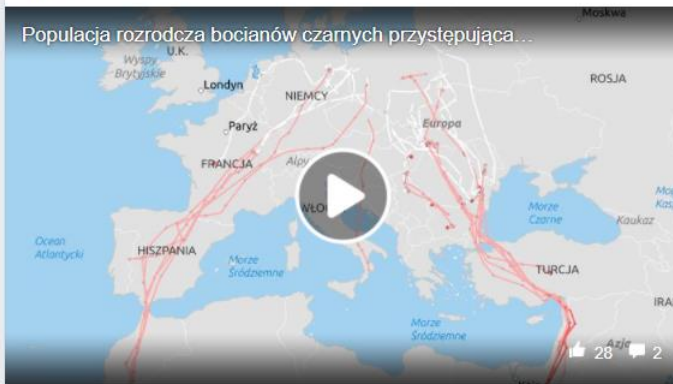 Populacja rozrodcza bocianów czarnych przystępująca…
Moskwa
U.K.
Wyspy
Brytyjskie
Londyn
NIEMCY
ROSJA
Paryż
Europa
FRANCJA
Alpy
Morze
Czarne
Kaukaz
Ocean
Atlantycki
HISZPANIA
Morze
Śródziemne
TURCJA
Morze
Śródziemne
Azja
28
2